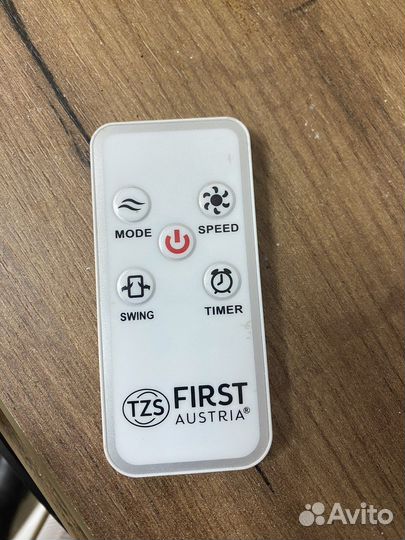 MODE SPEED
SWING TIMER
TZS FIRST
AUSTRIA®
Avito